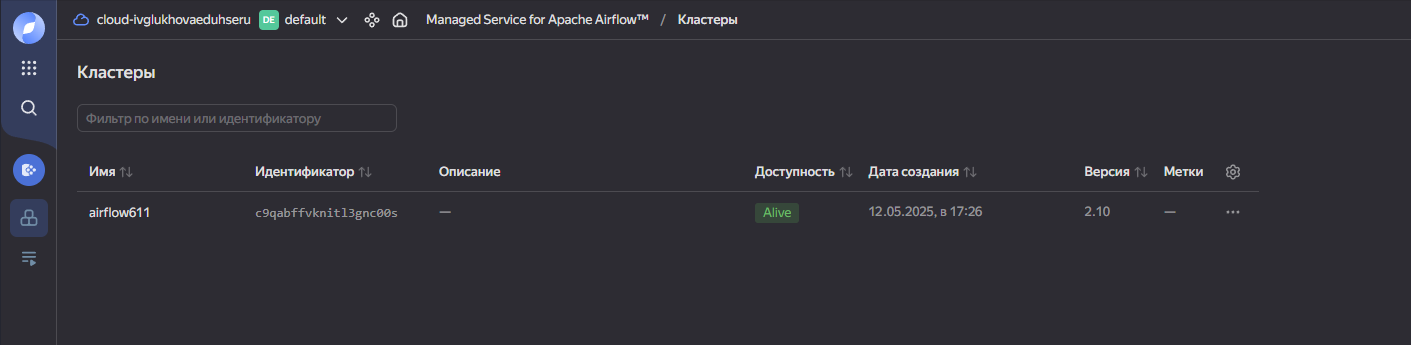 cloud-ivglukhovaeduhseru DE default Managed Service for Apache Airflow™ / Кластеры
Кластеры
Фильтр по имени или идентификатору
Имя Идентификатор Описание Доступность Дата создания Версия Метки
airflow611 c9qabffvknitl3gnc00s — Alive 12.05.2025, в 17:26 2.10 —